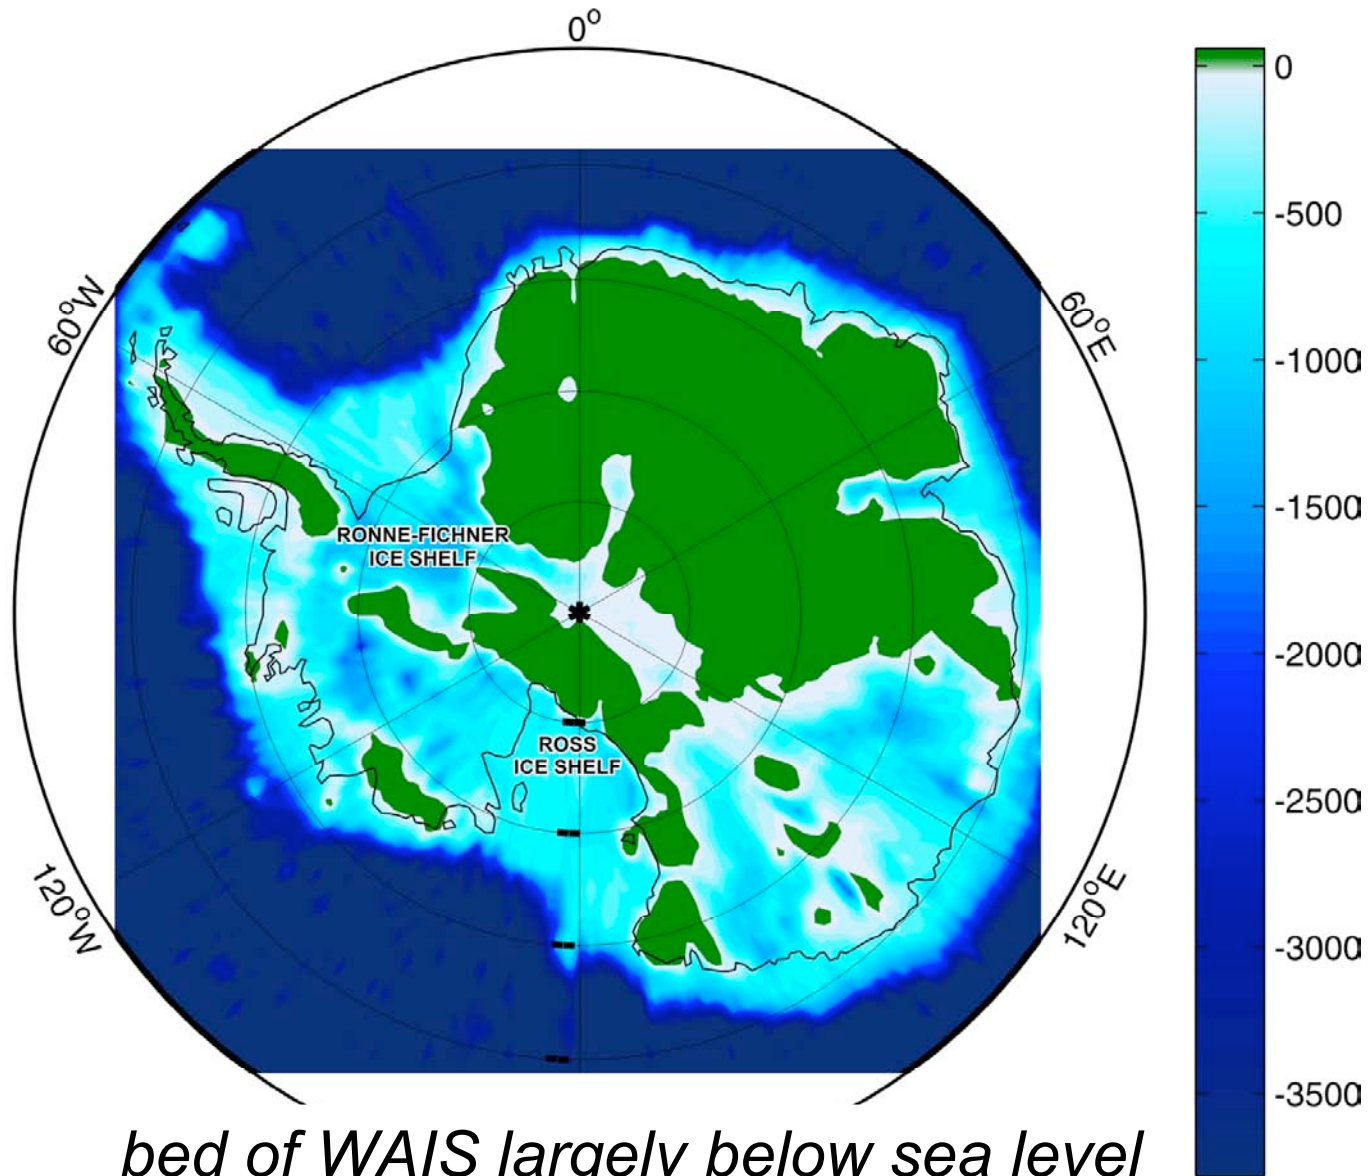 0°
60°W
60°E
RONNE-FICHNER
ICE SHELF
ROSS
ICE SHELF
120°W
120°E
0
-500
-1000
-1500
-2000
-2500
-3000
-3500
bed of WAIS largely below sea level